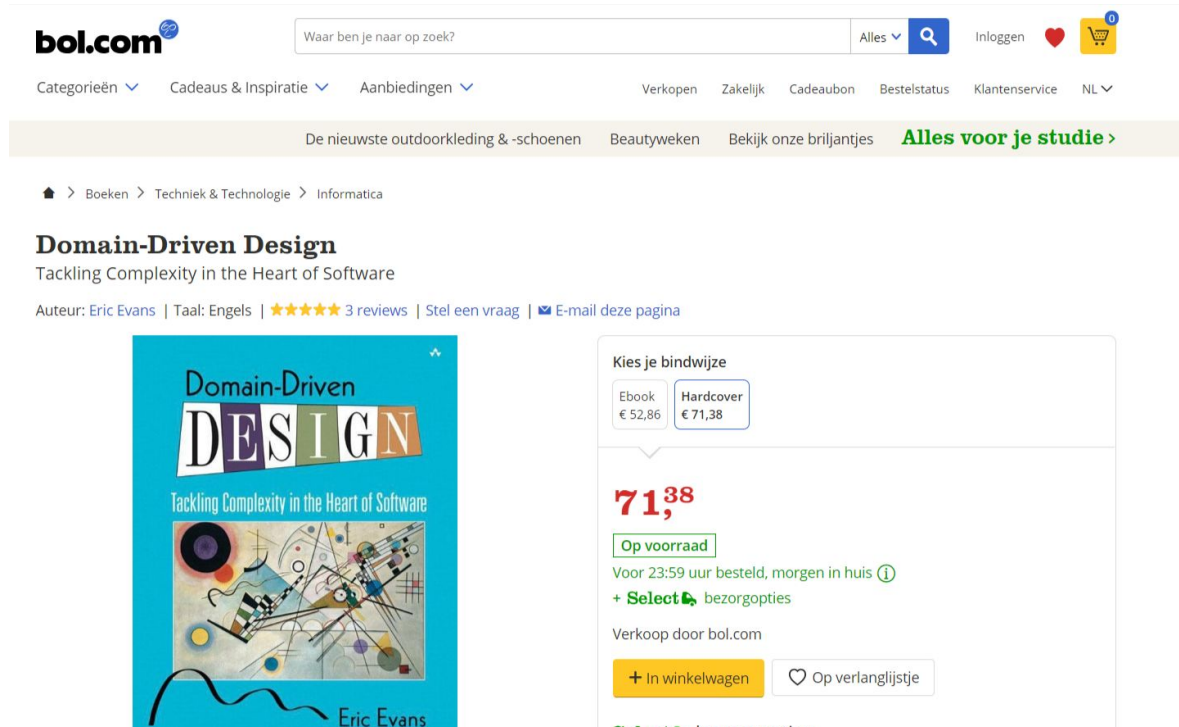 bol.com
Waar ben je naar op zoek?
Alles
Inloggen
0
Categorieën
Cadeaus & Inspiratie
Aanbiedingen
Verkopen
Zakelijk
Cadeaubon
Bestelstatus
Klantenservice
NL
De nieuwste outdoorkleding & -schoenen
Beautyweken
Bekijk onze briljantjes
Alles voor je studie >
> Boeken > Techniek & Technologie > Informatica
Domain-Driven Design
Tackling Complexity in the Heart of Software
Auteur: Eric Evans | Taal: Engels | 3 reviews | Stel een vraag | E-mail deze pagina
Domain-Driven
DESIGN
Tackling Complexity in the Heart of Software
Eric Evans
Kies je bindwijze
Ebook
€ 52,86
Hardcover
€ 71,38
71,38
Op voorraad
Voor 23:59 uur besteld, morgen in huis
+ Select bezorgopties
Verkoop door bol.com
+ In winkelwagen
Op verlanglijstje